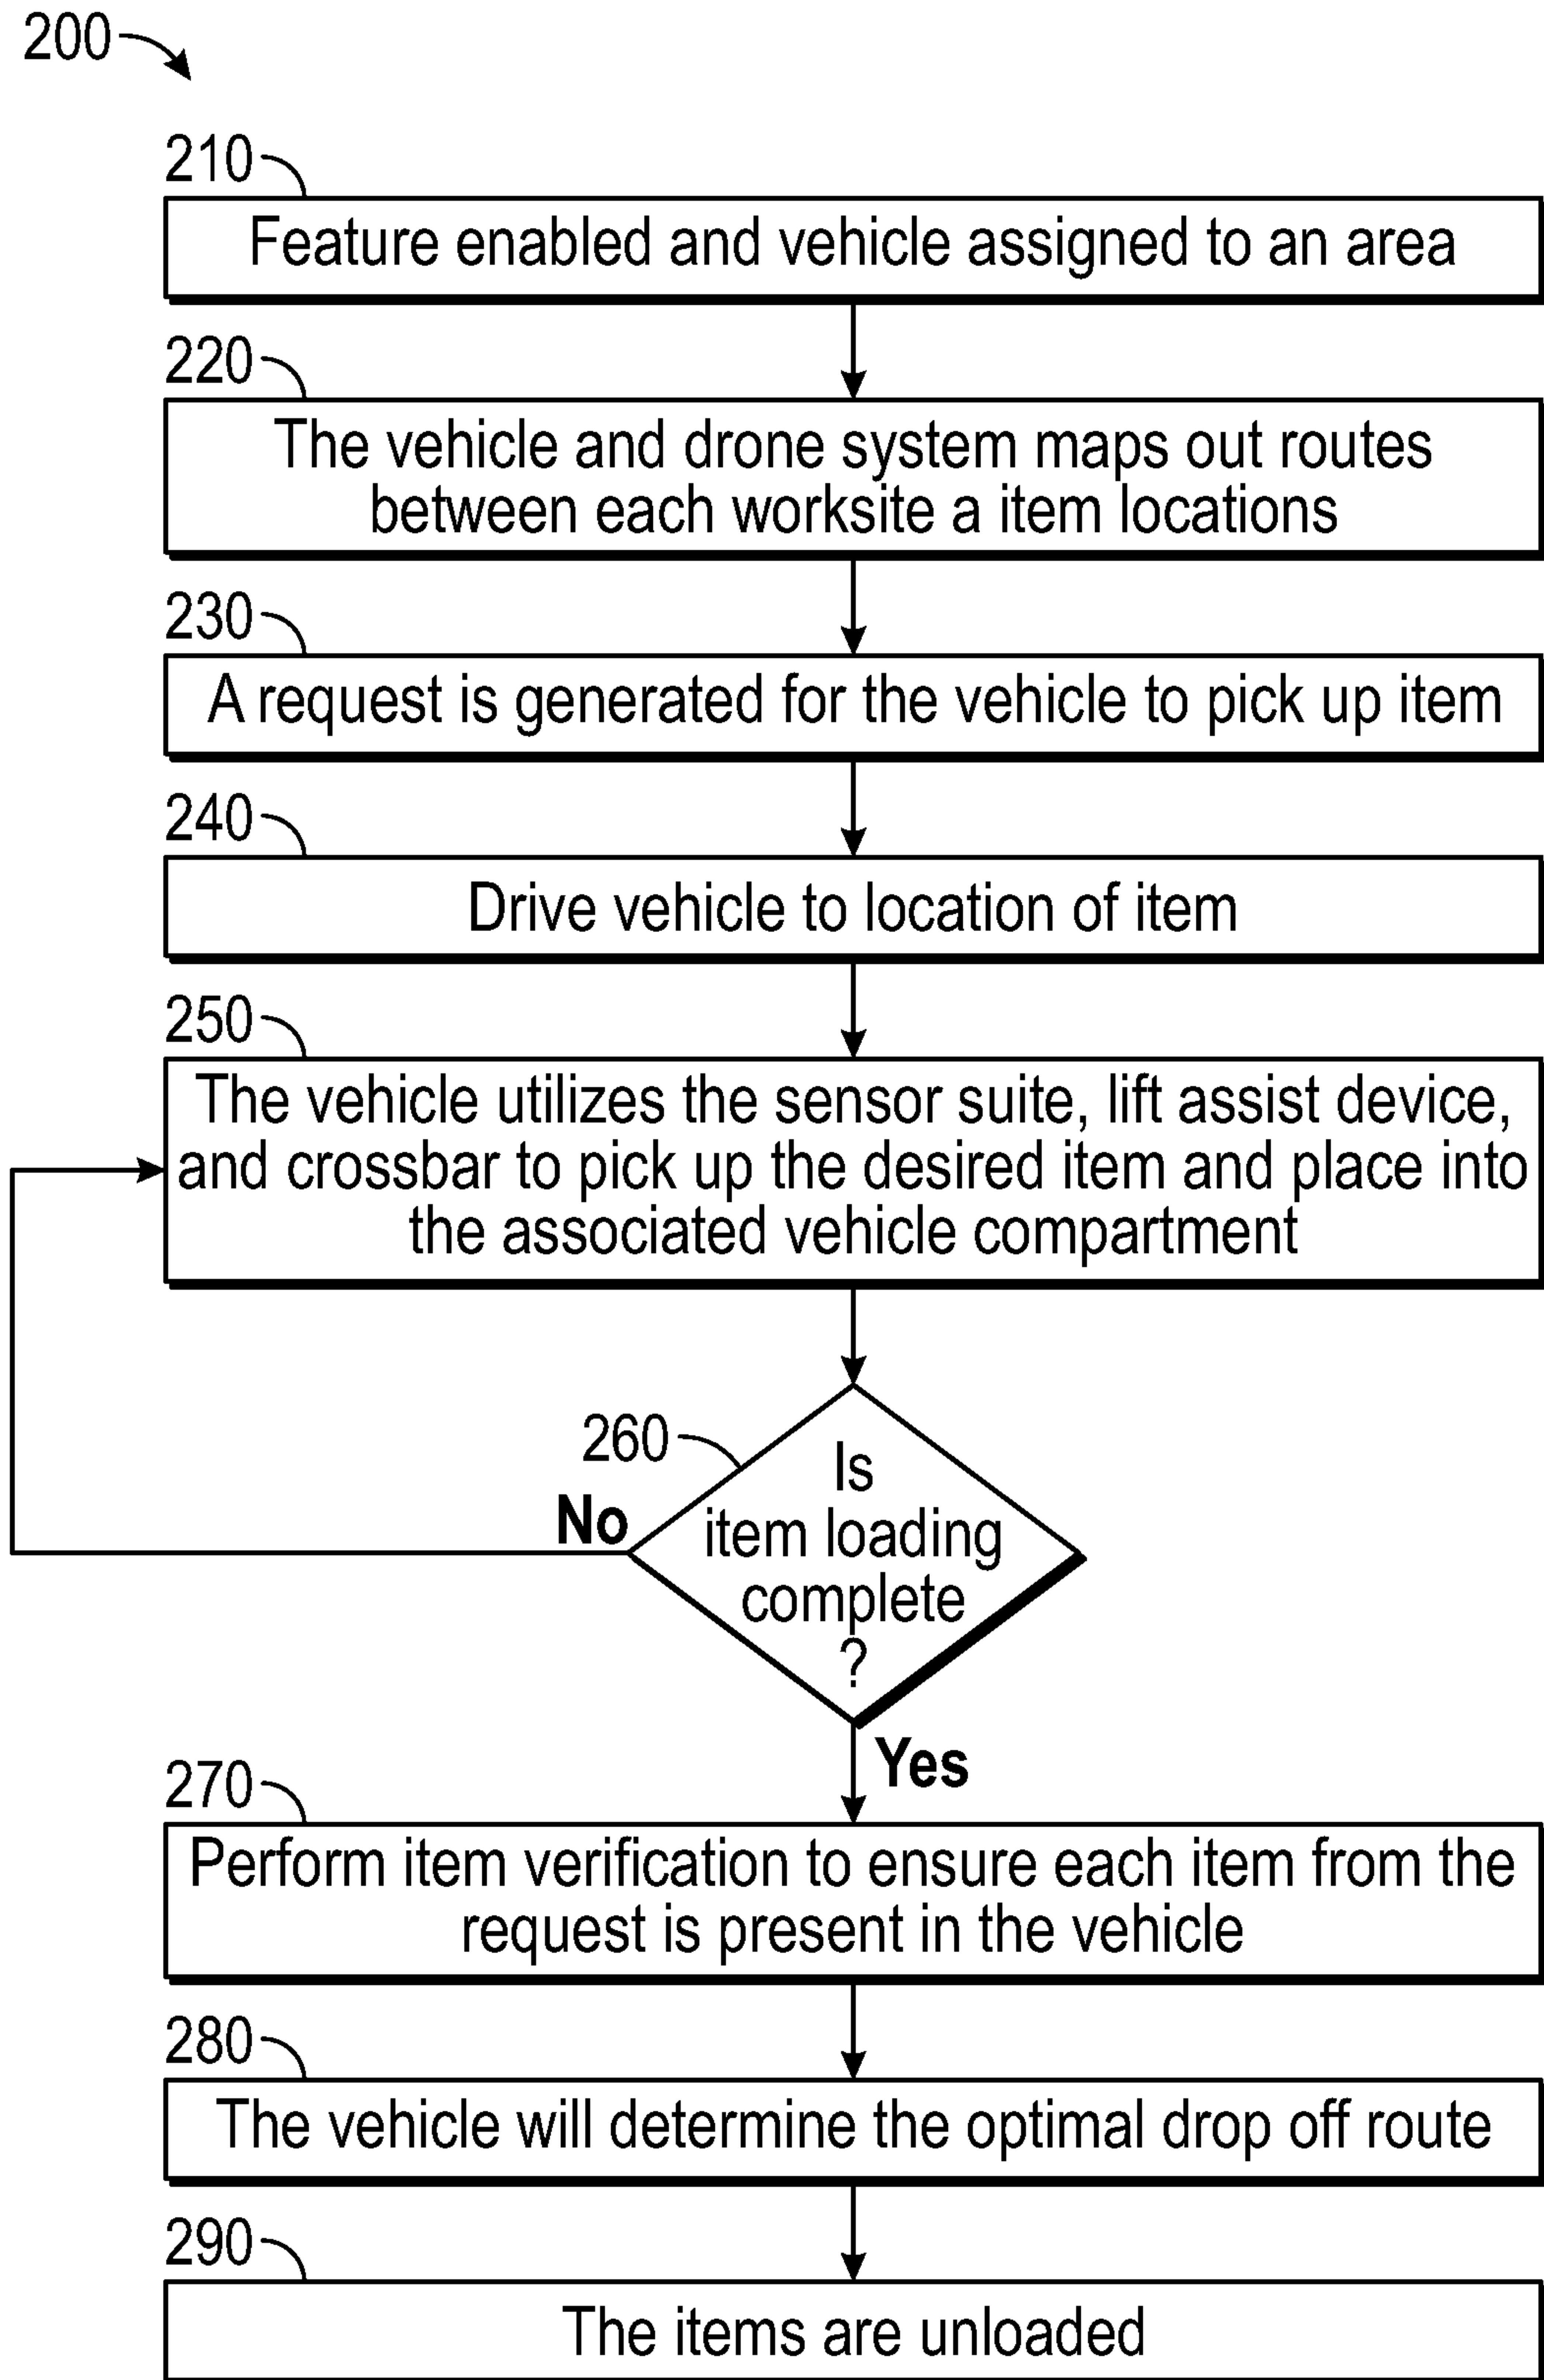 200
210
Feature enabled and vehicle assigned to an area
220
The vehicle and drone system maps out routes
between each worksite a item locations
230
A request is generated for the vehicle to pick up item
240
Drive vehicle to location of item
250
The vehicle utilizes the sensor suite, lift assist device,
and crossbar to pick up the desired item and place into
the associated vehicle compartment
260
Is
item loading
complete
?
No
Yes
270
Perform item verification to ensure each item from the
request is present in the vehicle
280
The vehicle will determine the optimal drop off route
290
The items are unloaded